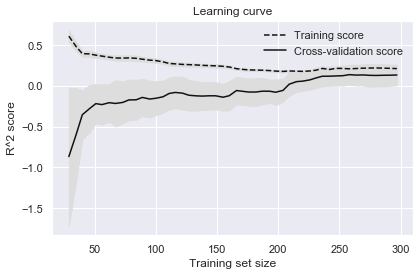 Learning curve
Training score
Cross-validation score
R^2 score
0.5
0.0
−0.5
−1.0
−1.5
50
100
150
200
250
300
Training set size